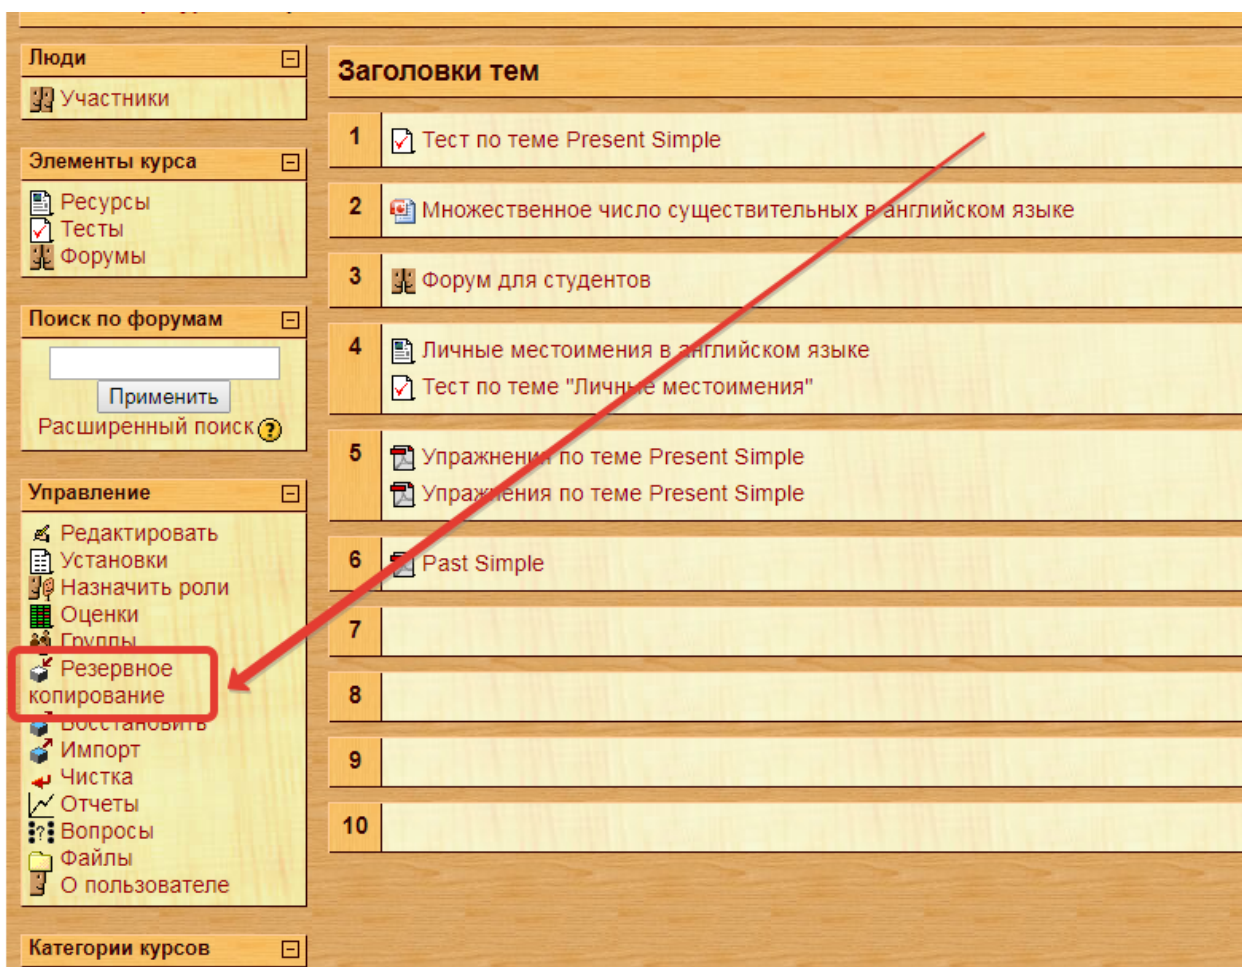 Люди
Участники
Элементы курса
Ресурсы
Тесты
Форумы
Поиск по форумам
Применить
Расширенный поиск ?
Управление
Редактировать
Установки
Назначить роли
Оценки
Группы
Резервное
копирование
Восстановить
Импорт
Чистка
Отчеты
Вопросы
Файлы
О пользователе
Категории курсов
Заголовки тем
1 Тест по теме Present Simple
2 Множественное число существительных в английском языке
3 Форум для студентов
4 Личные местоимения в английском языке
Тест по теме "Личные местоимения"
5 Упражнения по теме Present Simple
Упражнения по теме Present Simple
6 Past Simple
7
8
9
10